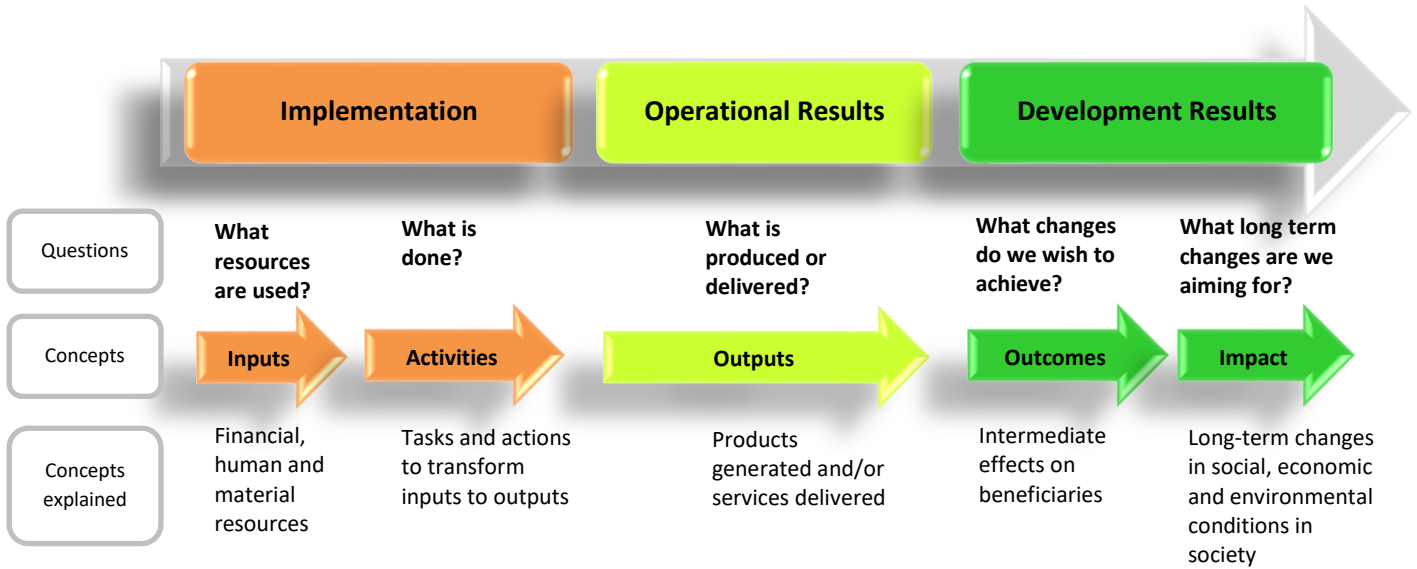 Implementation
Operational Results
Development Results
Questions
What
resources
are used?
What is
done?
What is
produced or
delivered?
What changes
do we wish to
achieve?
What long term
changes are we
aiming for?
Concepts
Inputs
Activities
Outputs
Outcomes
Impact
Concepts
explained
Financial,
human and
material
resources
Tasks and actions
to transform
inputs to outputs
Products
generated and/or
services delivered
Intermediate
effects on
beneficiaries
Long-term changes
in social, economic
and environmental
conditions in
society